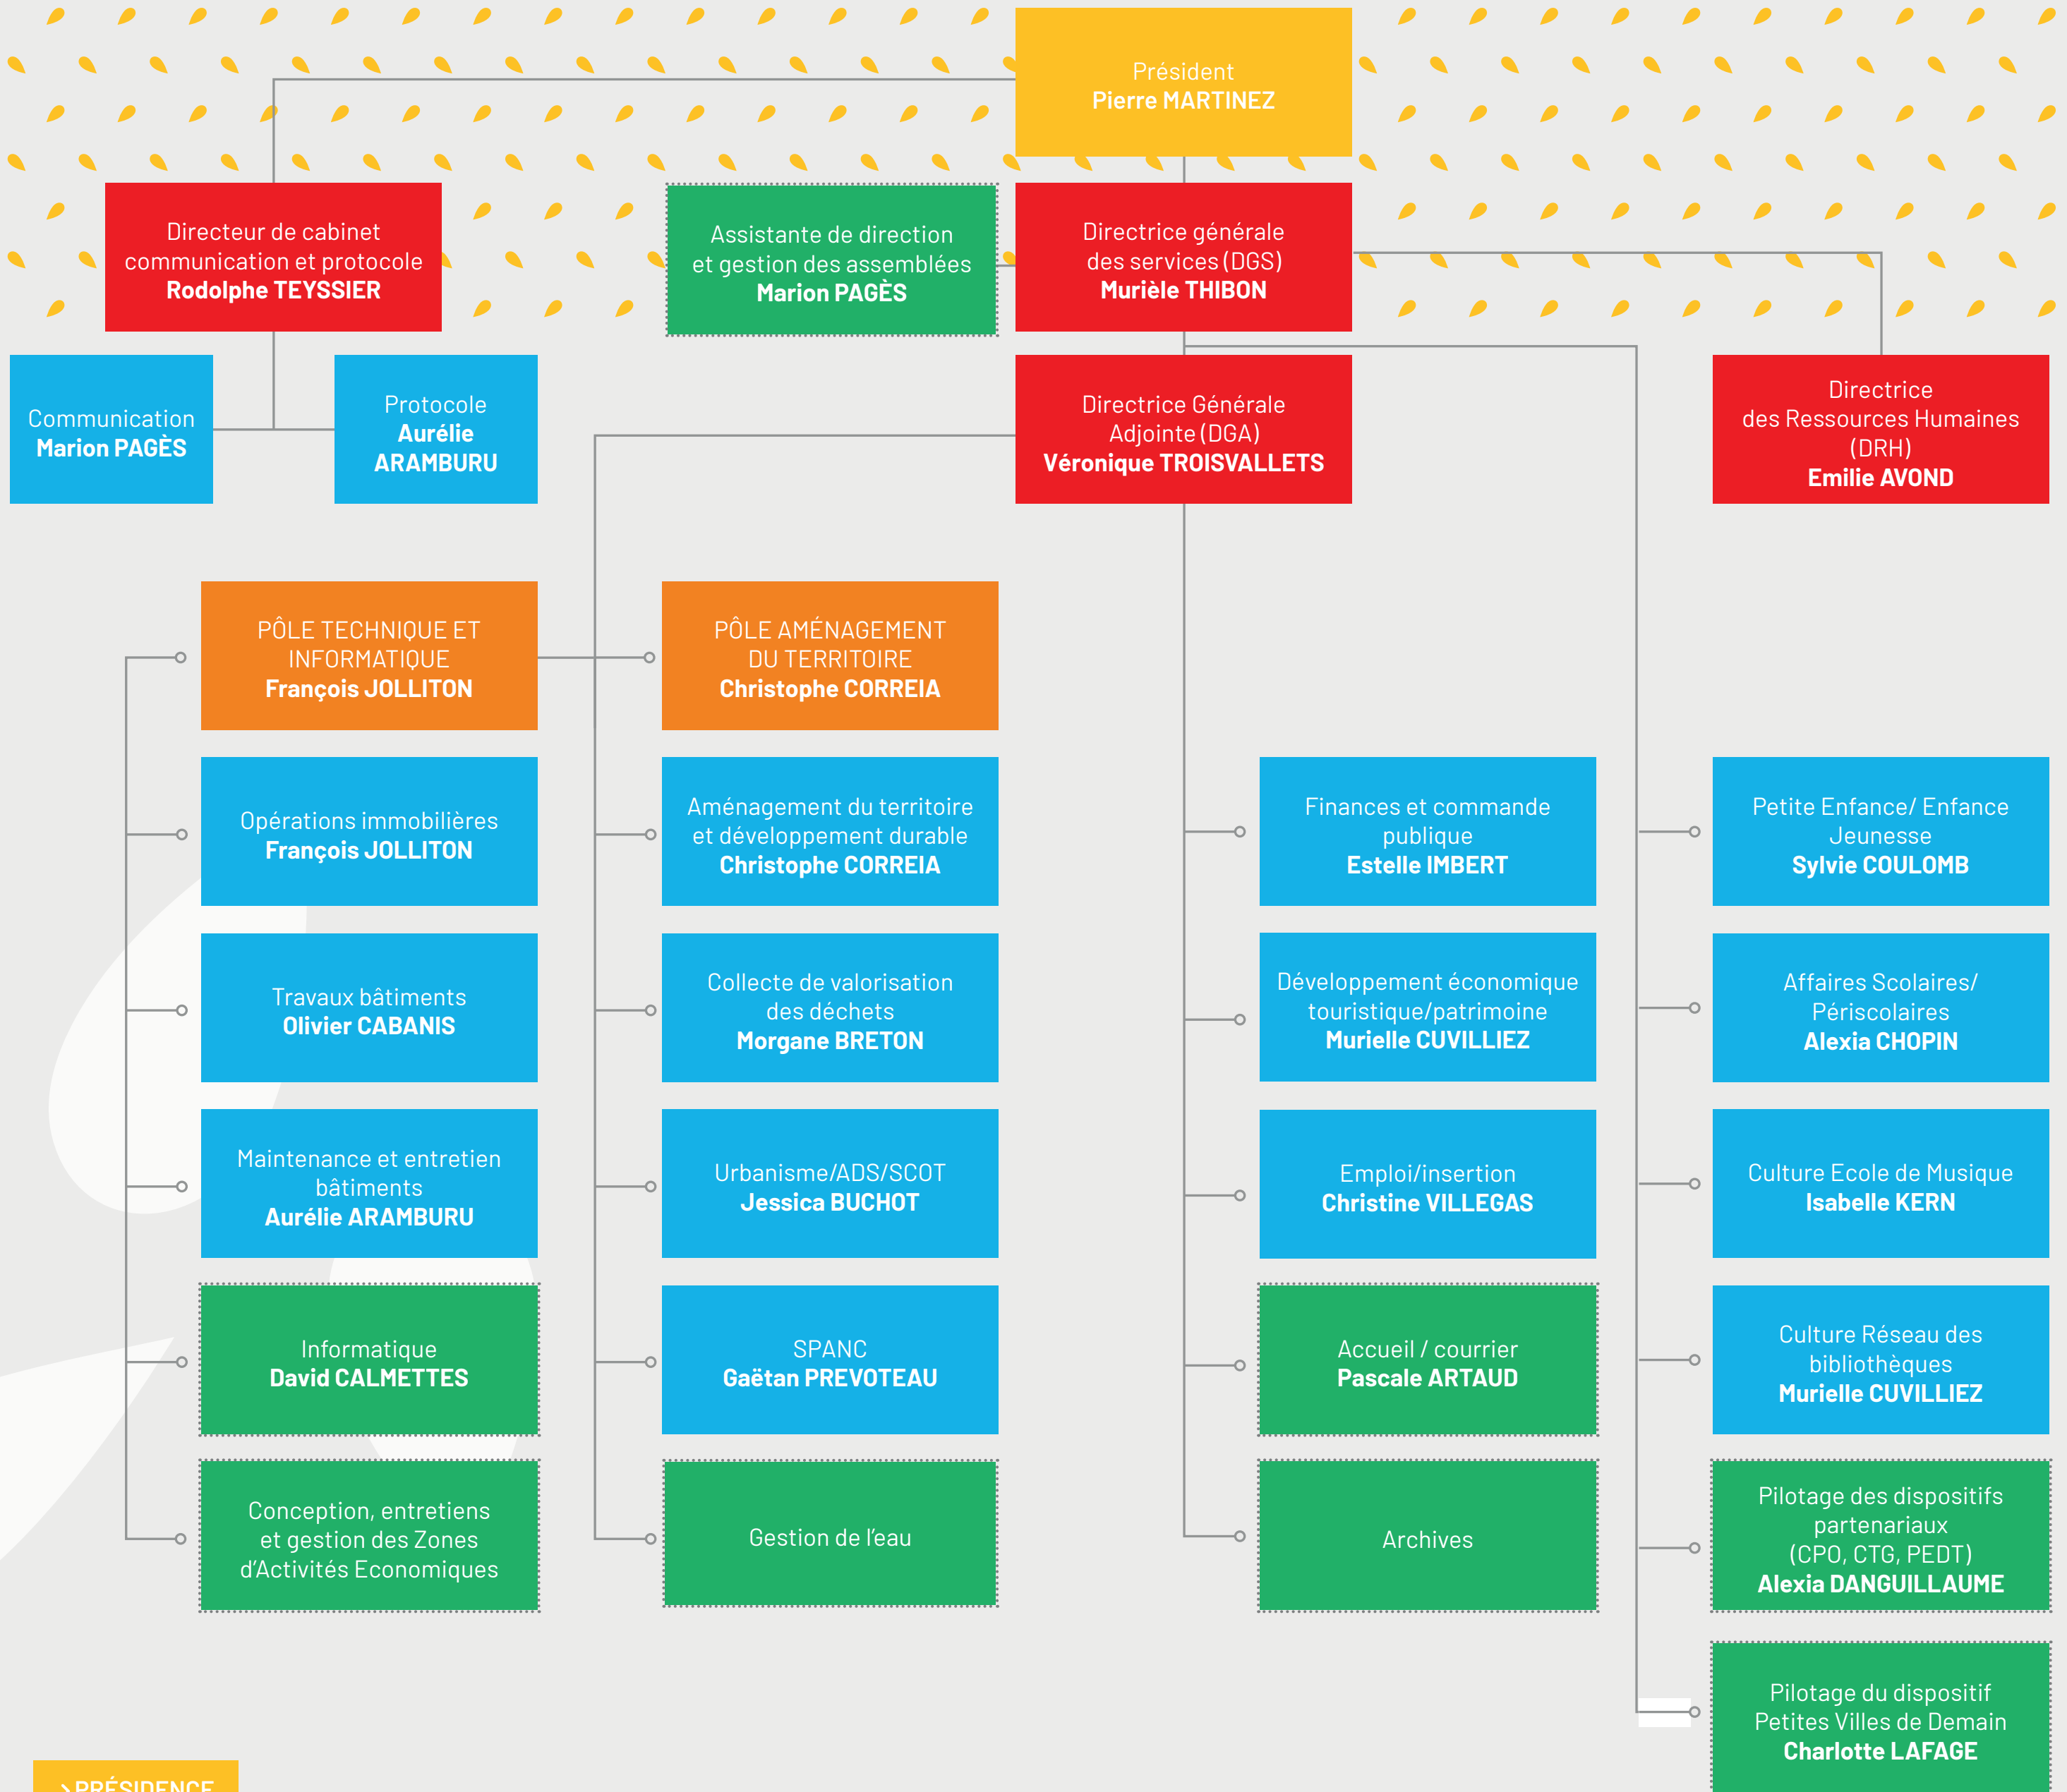 Président
Pierre MARTINEZ
Directeur de cabinet
communication et protocole
Rodolphe TEYSSIER
Assistante de direction
et gestion des assemblées
Marion PAGÈS
Directrice générale
des services (DGS)
Murièle THIBON
Communication
Marion PAGÈS
Protocole
Aurélie
ARAMBURU
Directrice Générale
Adjointe (DGA)
Véronique TROISVALLETS
Directrice
des Ressources Humaines
(DRH)
Emilie AVOND
PÔLE TECHNIQUE ET
INFORMATIQUE
François JOLLITON
PÔLE AMÉNAGEMENT
DU TERRITOIRE
Christophe CORREIA
Opérations immobilières
François JOLLITON
Aménagement du territoire
et développement durable
Christophe CORREIA
Finances et commande
publique
Estelle IMBERT
Petite Enfance/ Enfance
Jeunesse
Sylvie COULOMB
Travaux bâtiments
Olivier CABANIS
Collecte de valorisation
des déchets
Morgane BRETON
Développement économique
touristique/patrimoine
Murielle CUVILLIEZ
Affaires Scolaires/
Périscolaires
Alexia CHOPIN
Maintenance et entretien
bâtiments
Aurélie ARAMBURU
Urbanisme/ADS/SCOT
Jessica BUCHOT
Emploi/insertion
Christine VILLEGAS
Culture Ecole de Musique
Isabelle KERN
Informatique
David CALMETTES
SPANC
Gaëtan PREVOTEAU
Accueil / courrier
Pascale ARTAUD
Culture Réseau des
bibliothèques
Murielle CUVILLIEZ
Conception, entretiens
et gestion des Zones
d’Activités Economiques
Gestion de l’eau
Archives
Pilotage des dispositifs
partenariaux
(CPO, CTG, PEDT)
Alexia DANGUILLAUME
Pilotage du dispositif
Petites Villes de Demain
Charlotte LAFAGE
> PRÉSIDENCE